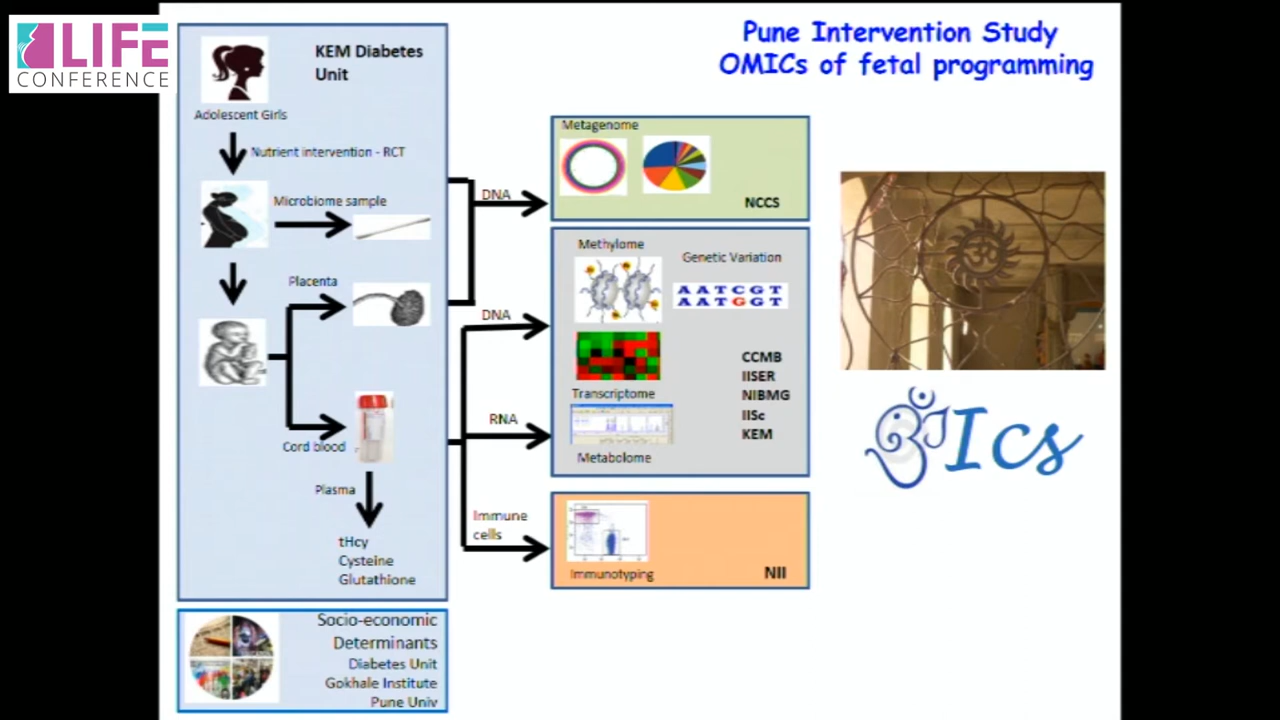 LIFE
CONFERENCE
Pune Intervention Study
OMICs of fetal programming
KEM Diabetes
Unit
Adolescent Girls
Nutrient intervention - RCT
Microbiome sample
Placenta
Cord blood
Plasma
tHcy
Cysteine
Glutathione
Socio-economic
Determinants
Diabetes Unit
Gokhale Institute
Pune Univ
DNA
DNA
RNA
Immune
cells
Metagenome
NCCS
Methylome
Genetic Variation
AATCGT
AATGGT
Transcriptome
Metabolome
CCMB
IISER
NIBMG
IISc
KEM
Immunotyping
NII
ॐ
ॐIcs